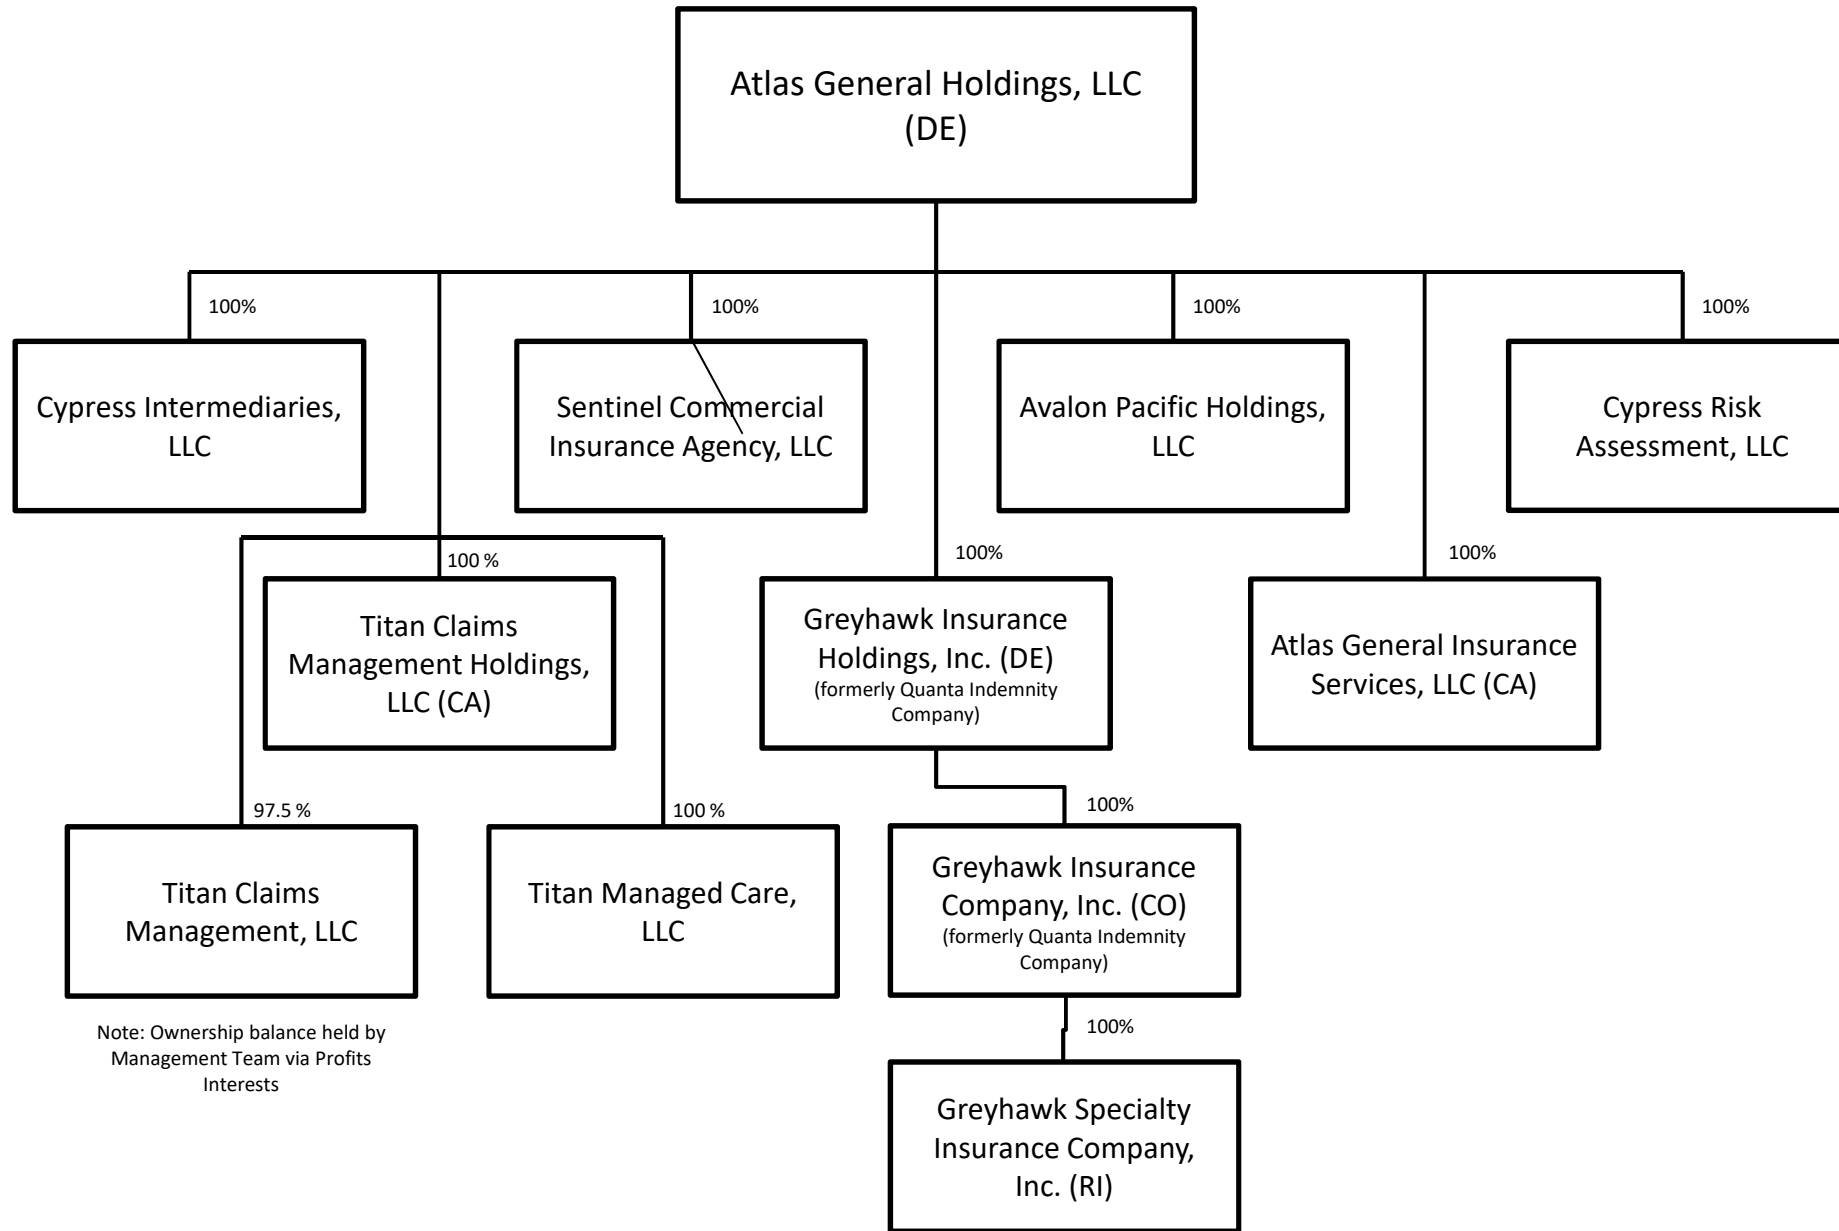 Atlas General Holdings, LLC
(DE)
100%
100%
100%
100%
Cypress Intermediaries,
LLC
Sentinel Commercial
Insurance Agency, LLC
Avalon Pacific Holdings,
LLC
Cypress Risk
Assessment, LLC
100 %
100%
100%
Titan Claims
Management Holdings,
LLC (CA)
Greyhawk Insurance
Holdings, Inc. (DE)
(formerly Quanta Indemnity
Company)
Atlas General Insurance
Services, LLC (CA)
97.5 %
100 %
100%
Titan Claims
Management, LLC
Titan Managed Care,
LLC
Greyhawk Insurance
Company, Inc. (CO)
(formerly Quanta Indemnity
Company)
Note: Ownership balance held by
Management Team via Profits
Interests
100%
Greyhawk Specialty
Insurance Company,
Inc. (RI)